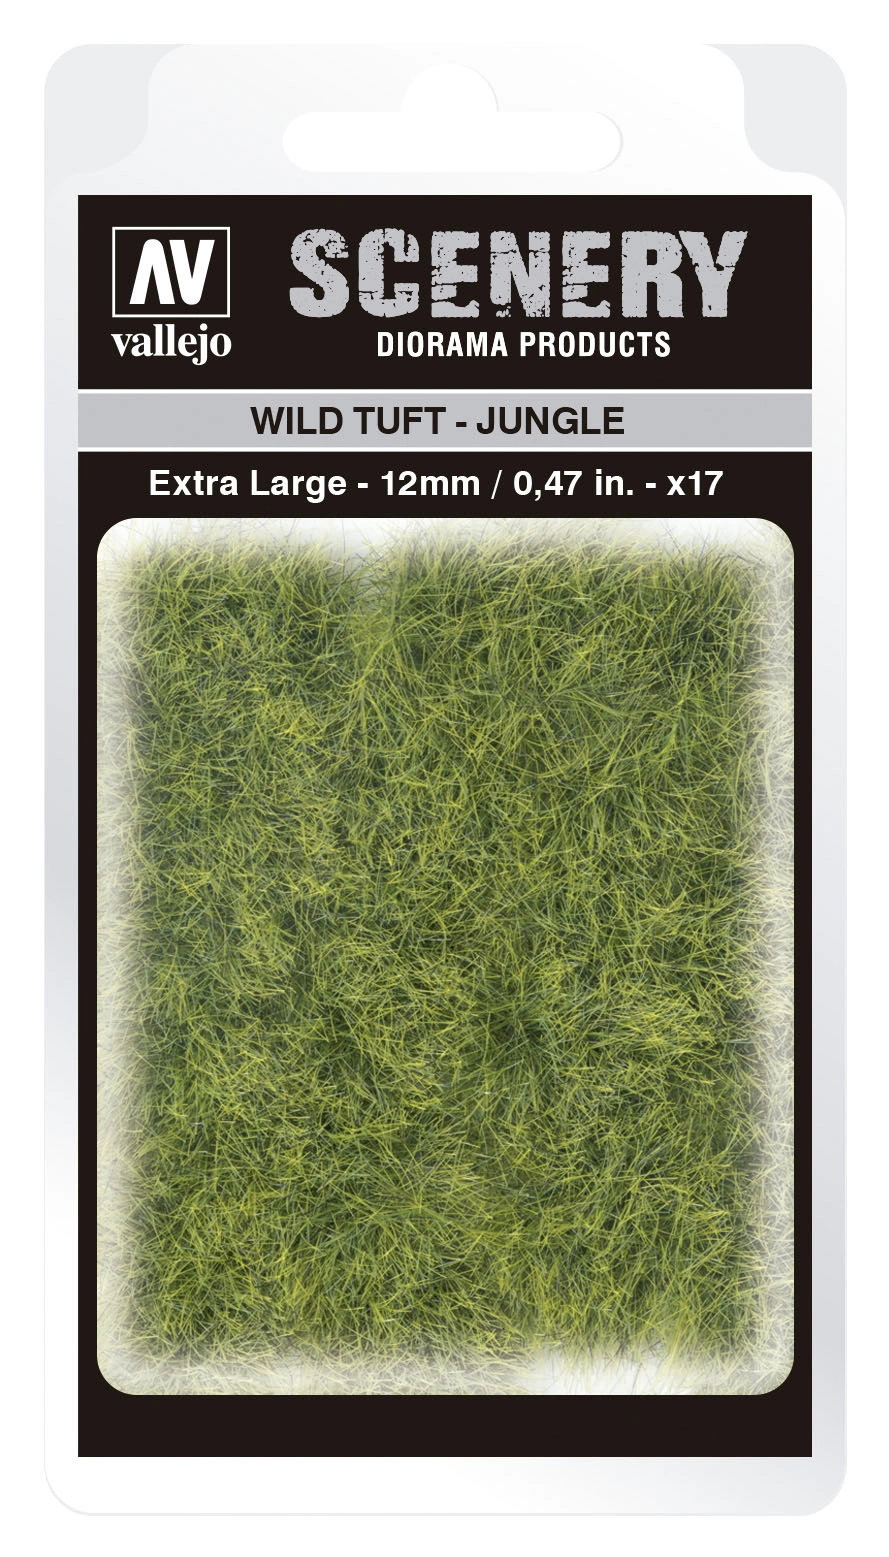 AV
vallejo
SCENERY
DIORAMA PRODUCTS
WILD TUFT - JUNGLE
Extra Large - 12mm / 0,47 in. - x17